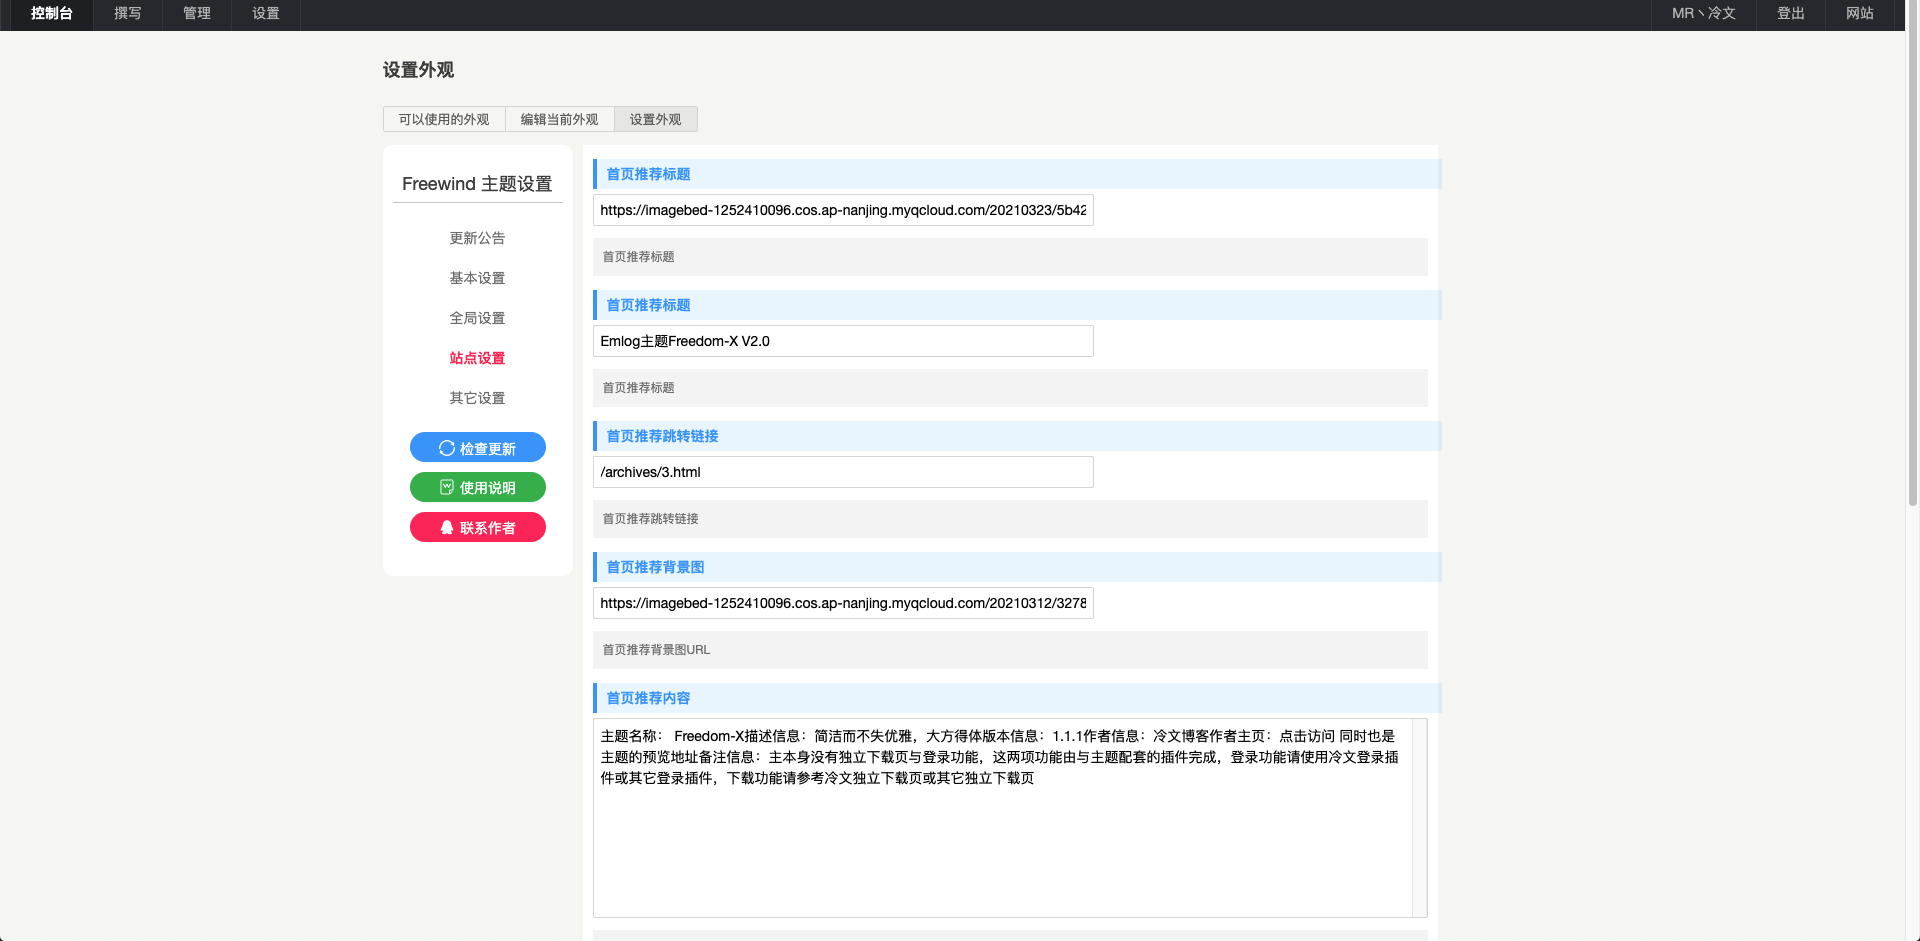 控制台
撰写
管理
设置
MR丶冷文
登出
网站
设置外观
可以使用的外观
编辑当前外观
设置外观
Freewind 主题设置
更新公告
基本设置
全局设置
站点设置
其它设置
检查更新
使用说明
联系作者
首页推荐标题
https://imagebed-1252410096.cos.ap-nanjing.myqcloud.com/20210323/5b42
首页推荐标题
首页推荐标题
Emlog主题Freedom-X V2.0
首页推荐标题
首页推荐跳转链接
/archives/3.html
首页推荐跳转链接
首页推荐背景图
https://imagebed-1252410096.cos.ap-nanjing.myqcloud.com/20210312/3278
首页推荐背景图URL
首页推荐内容
主题名称： Freedom-X描述信息：简洁而不失优雅，大方得体版本信息：1.1.1作者信息：冷文博客作者主页：点击访问 同时也是
主题的预览地址备注信息：主本身没有独立下载页与登录功能，这两项功能由与主题配套的插件完成，登录功能请使用冷文登录插
件或其它登录插件，下载功能请参考冷文独立下载页或其它独立下载页